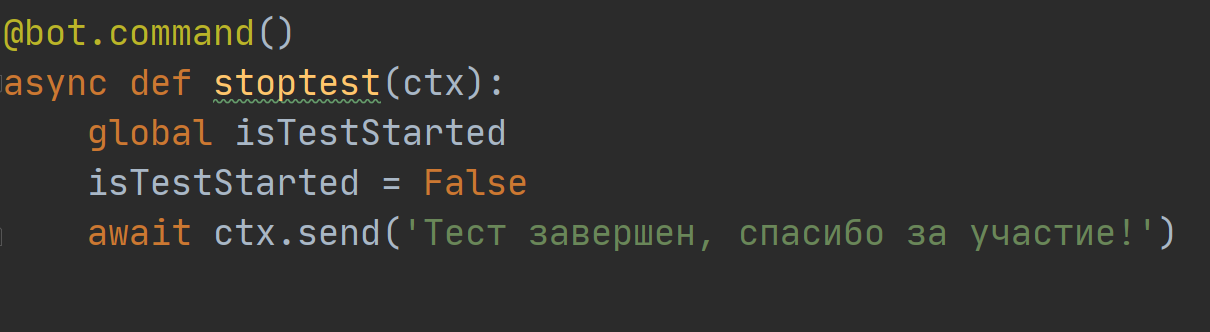 @bot.command()
async def stoptest(ctx):
    global isTestStarted
    isTestStarted = False
    await ctx.send('Тест завершен, спасибо за участие!')